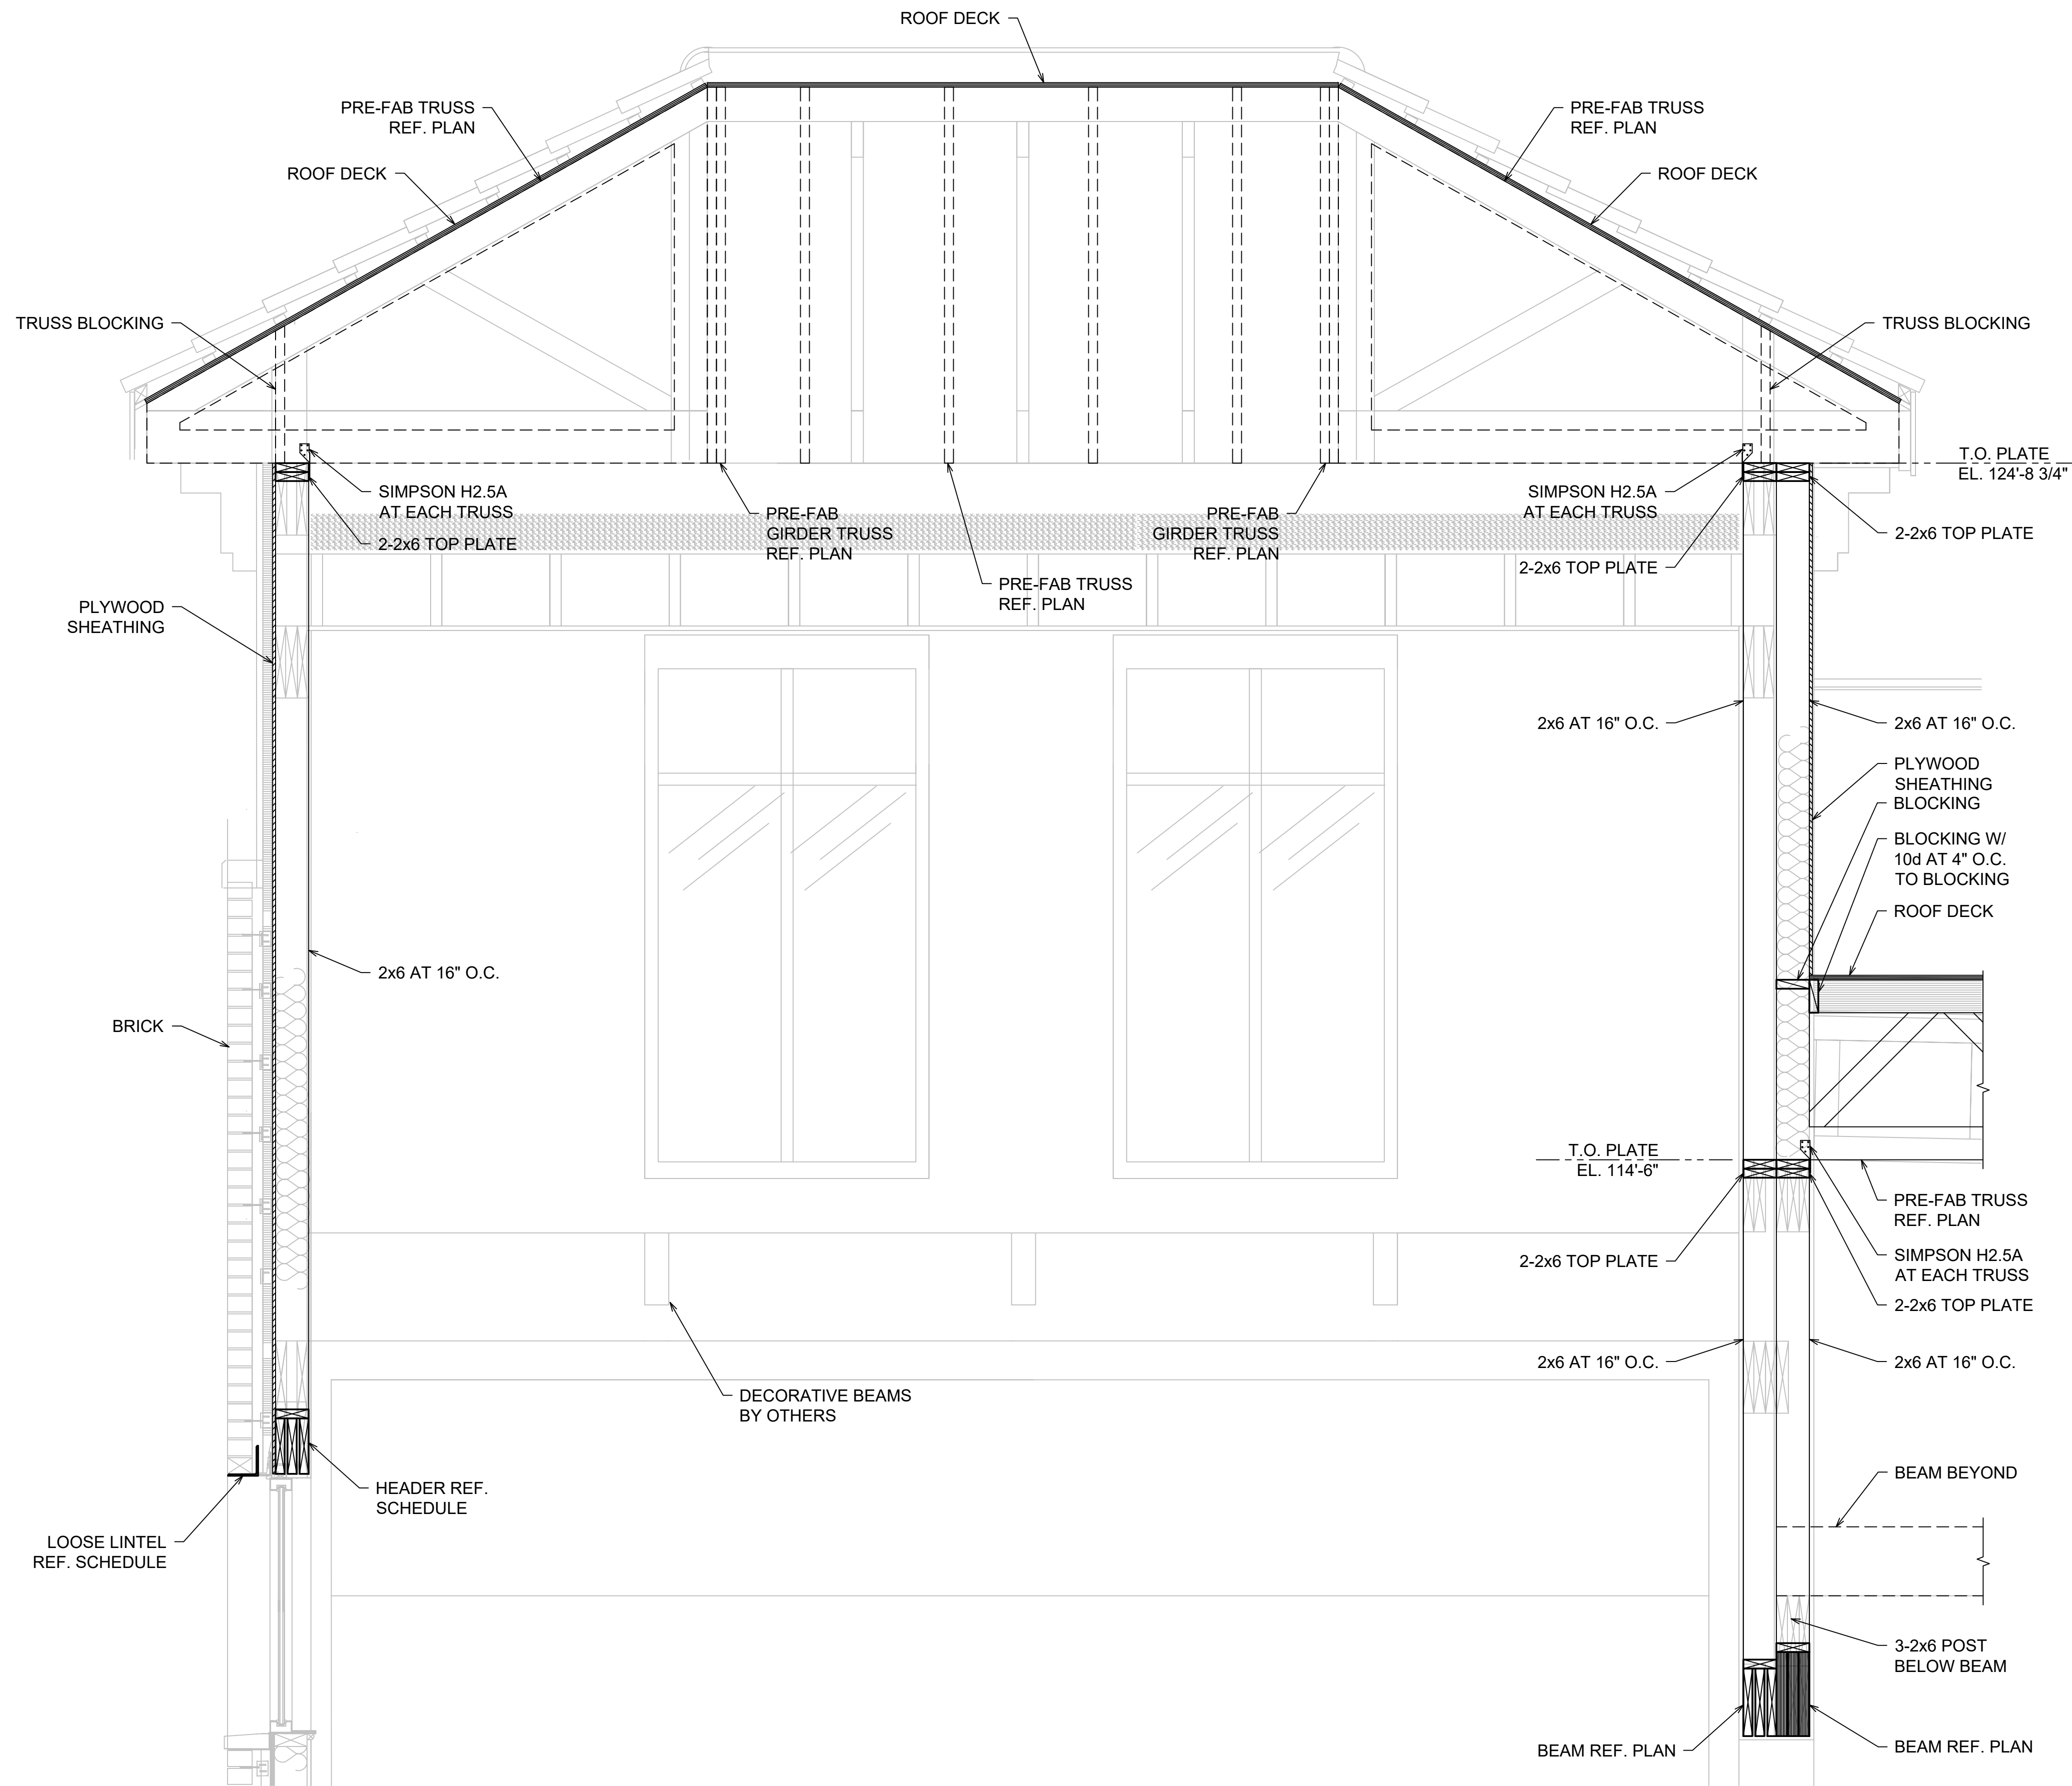 ROOF DECK
PRE-FAB TRUSS
REF. PLAN
PRE-FAB TRUSS
REF. PLAN
ROOF DECK
ROOF DECK
TRUSS BLOCKING
TRUSS BLOCKING
T.O. PLATE
EL. 124'-8 3/4"
SIMPSON H2.5A
AT EACH TRUSS
2-2x6 TOP PLATE
PRE-FAB
GIRDER TRUSS
REF. PLAN
PRE-FAB
GIRDER TRUSS
REF. PLAN
PRE-FAB TRUSS
REF. PLAN
SIMPSON H2.5A
AT EACH TRUSS
2-2x6 TOP PLATE
2-2x6 TOP PLATE
PLYWOOD
SHEATHING
2x6 AT 16" O.C.
2x6 AT 16" O.C.
PLYWOOD
SHEATHING
BLOCKING
BLOCKING W/
10d AT 4" O.C.
TO BLOCKING
ROOF DECK
2x6 AT 16" O.C.
BRICK
T.O. PLATE
EL. 114'-6"
PRE-FAB TRUSS
REF. PLAN
2-2x6 TOP PLATE
SIMPSON H2.5A
AT EACH TRUSS
2-2x6 TOP PLATE
2x6 AT 16" O.C.
2x6 AT 16" O.C.
DECORATIVE BEAMS
BY OTHERS
HEADER REF.
SCHEDULE
BEAM BEYOND
LOOSE LINTEL
REF. SCHEDULE
3-2x6 POST
BELOW BEAM
BEAM REF. PLAN
BEAM REF. PLAN